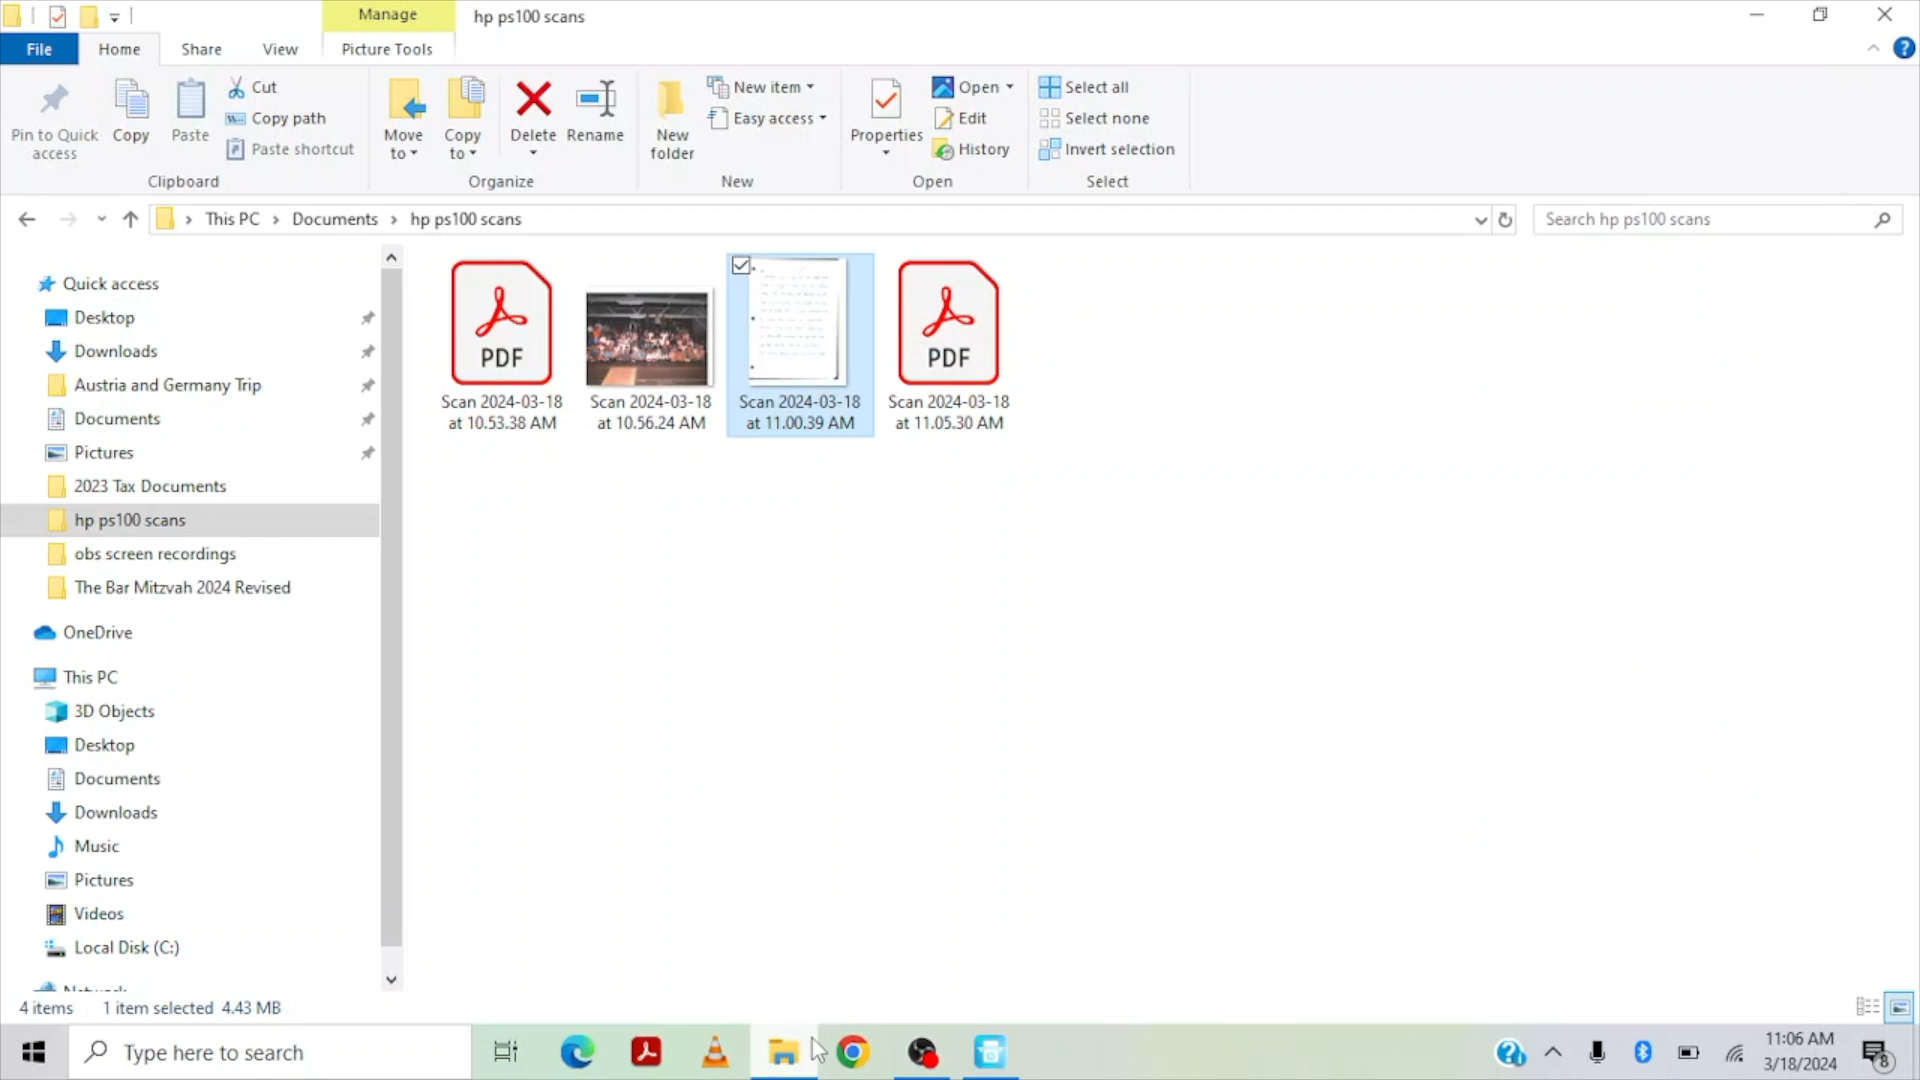 Manage
hp ps100 scans
File
Home
Share
View
Picture Tools
Pin to Quick access
Copy
Paste
Cut
Copy path
Paste shortcut
Clipboard
Move to
Copy to
Delete
Rename
Organize
New folder
New item
Easy access
New
Properties
Open
Edit
History
Open
Select all
Select none
Invert selection
Select
This PC > Documents > hp ps100 scans
Search hp ps100 scans
Quick access
Desktop
Downloads
Austria and Germany Trip
Documents
Pictures
2023 Tax Documents
hp ps100 scans
obs screen recordings
The Bar Mitzvah 2024 Revised
OneDrive
This PC
3D Objects
Desktop
Documents
Downloads
Music
Pictures
Videos
Local Disk (C:)
Network
PDF
Scan 2024-03-18
at 10.53.38 AM
Scan 2024-03-18
at 10.56.24 AM
Scan 2024-03-18
at 11.00.39 AM
PDF
Scan 2024-03-18
at 11.05.30 AM
4 items
1 item selected 4.43 MB
Type here to search
11:06 AM
3/18/2024
8